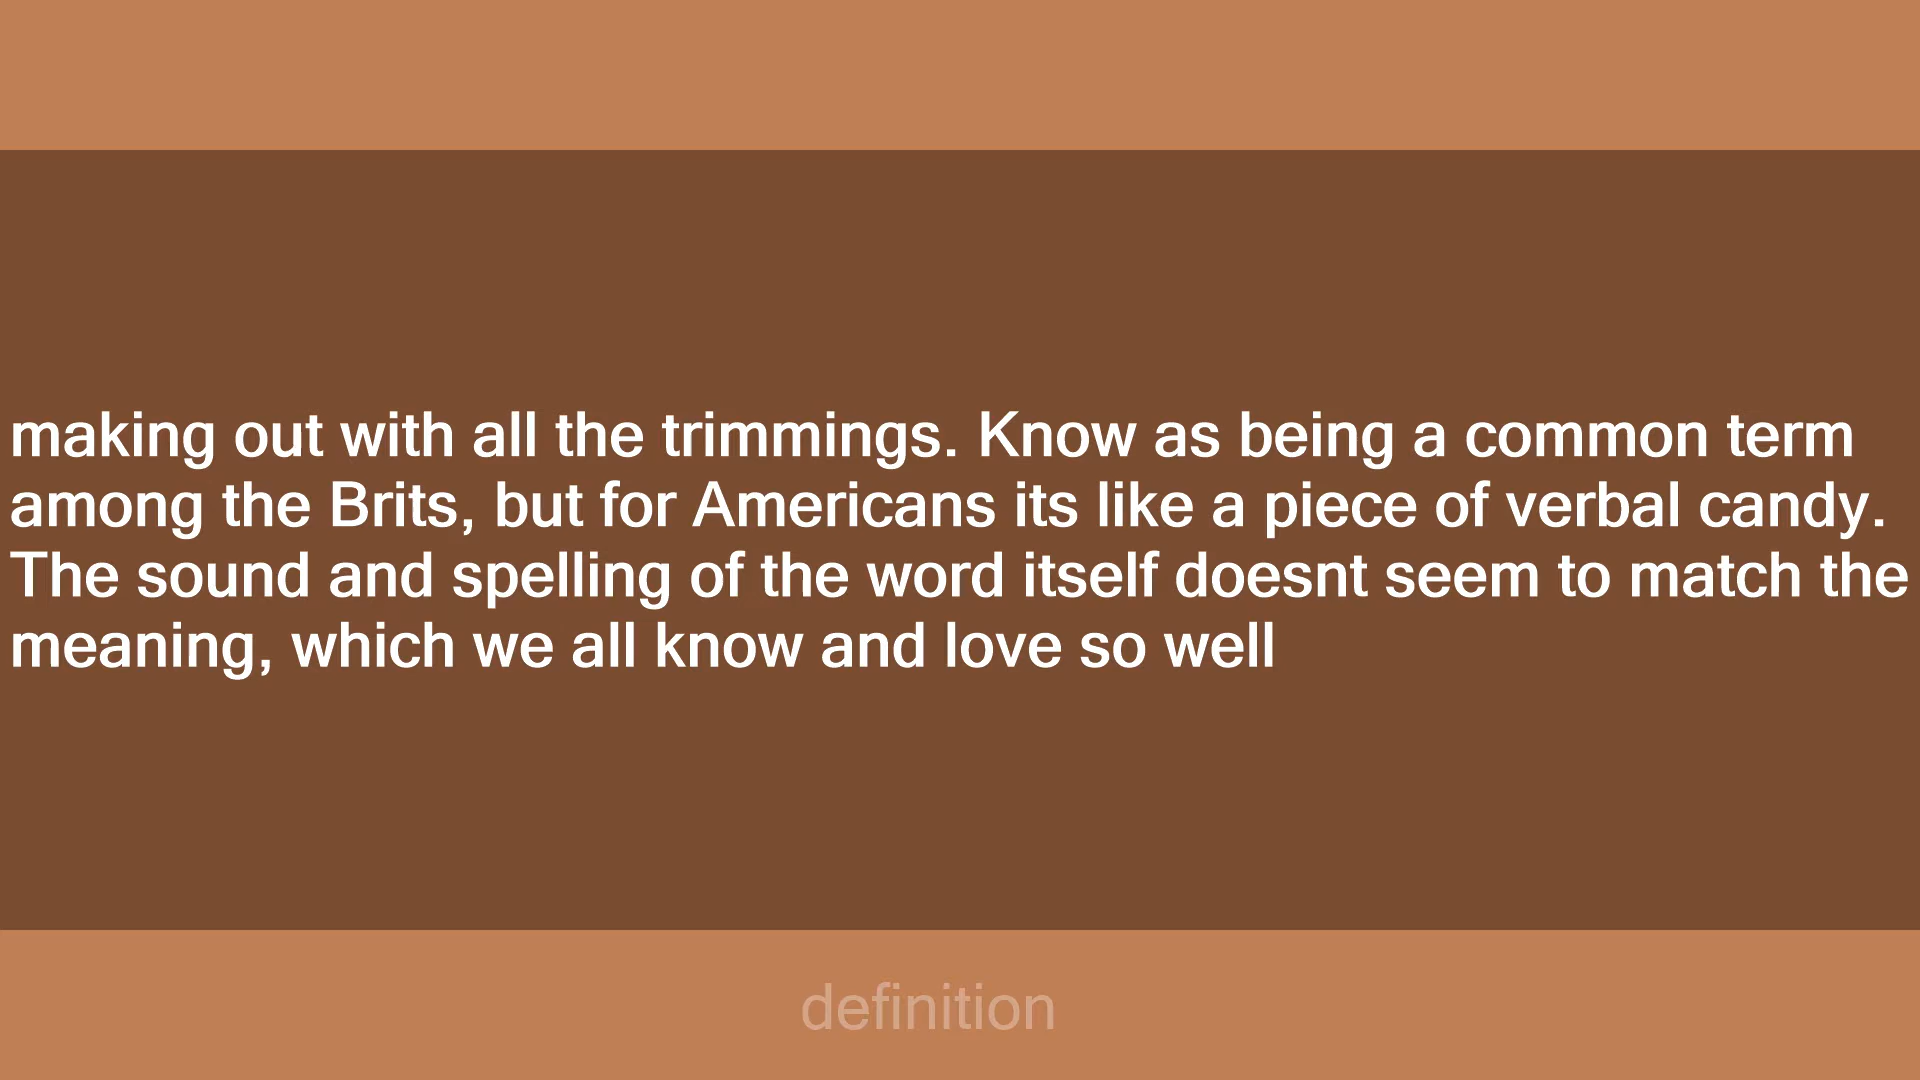 making out with all the trimmings. Know as being a common term
among the Brits, but for Americans its like a piece of verbal candy.
The sound and spelling of the word itself doesnt seem to match the
meaning, which we all know and love so well
definition